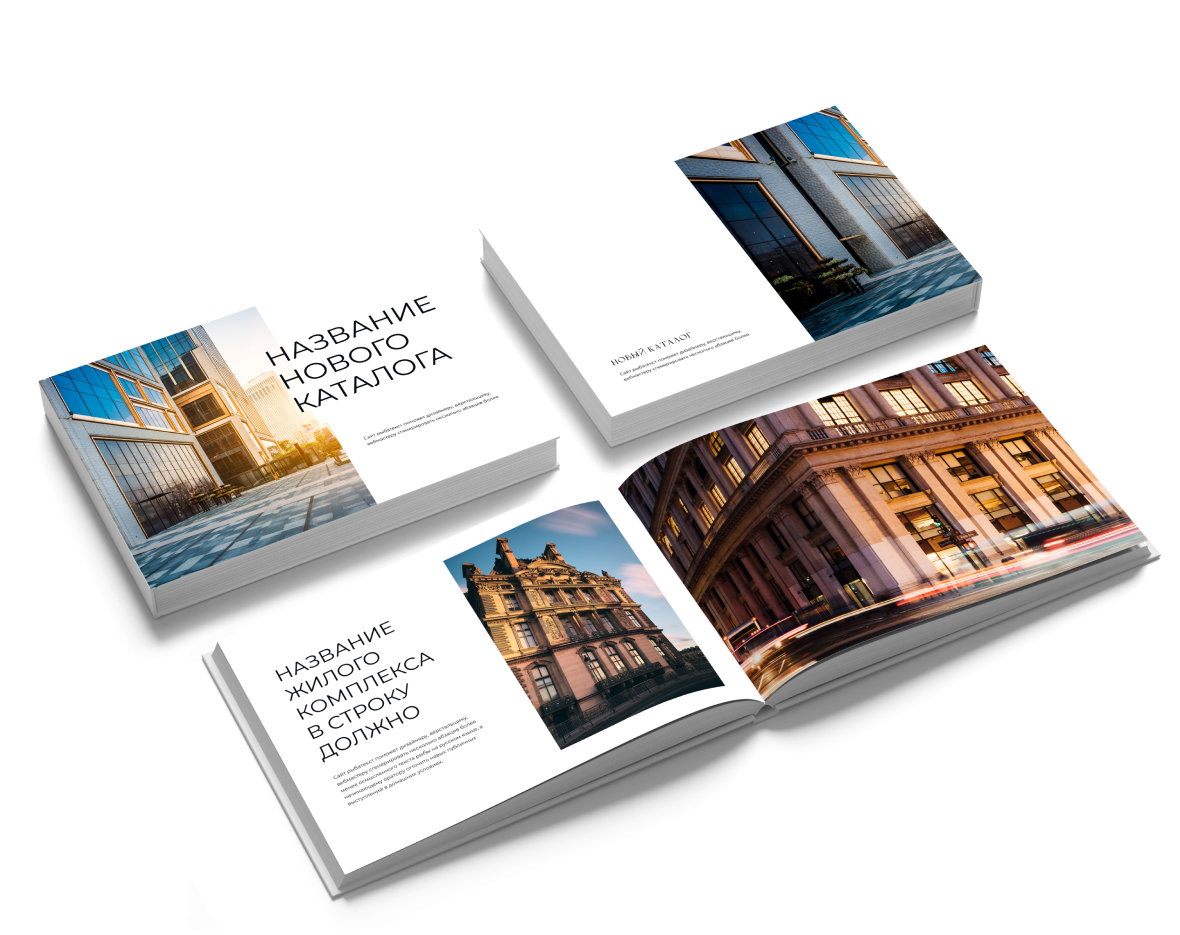 НАЗВАНИЕ
НОВОГО
КАТАЛОГА
Сайт рыбатекст поможет дизайнеру, верстальщику,
вебмастеру сгенерировать несколько абзацев более
НОВЫЙ КАТАЛОГ
Сайт рыбатекст поможет дизайнеру, верстальщику,
вебмастеру сгенерировать несколько абзацев более
НАЗВАНИЕ
ЖИЛОГО
КОМПЛЕКСА
В СТРОКУ
ДОЛЖНО
Сайт рыбатекст поможет дизайнеру, верстальщику,
вебмастеру сгенерировать несколько абзацев более
менее осмысленного текста рыбы на русском языке, а
начинающему оратору отточить навык публичных
выступлений в домашних условиях.